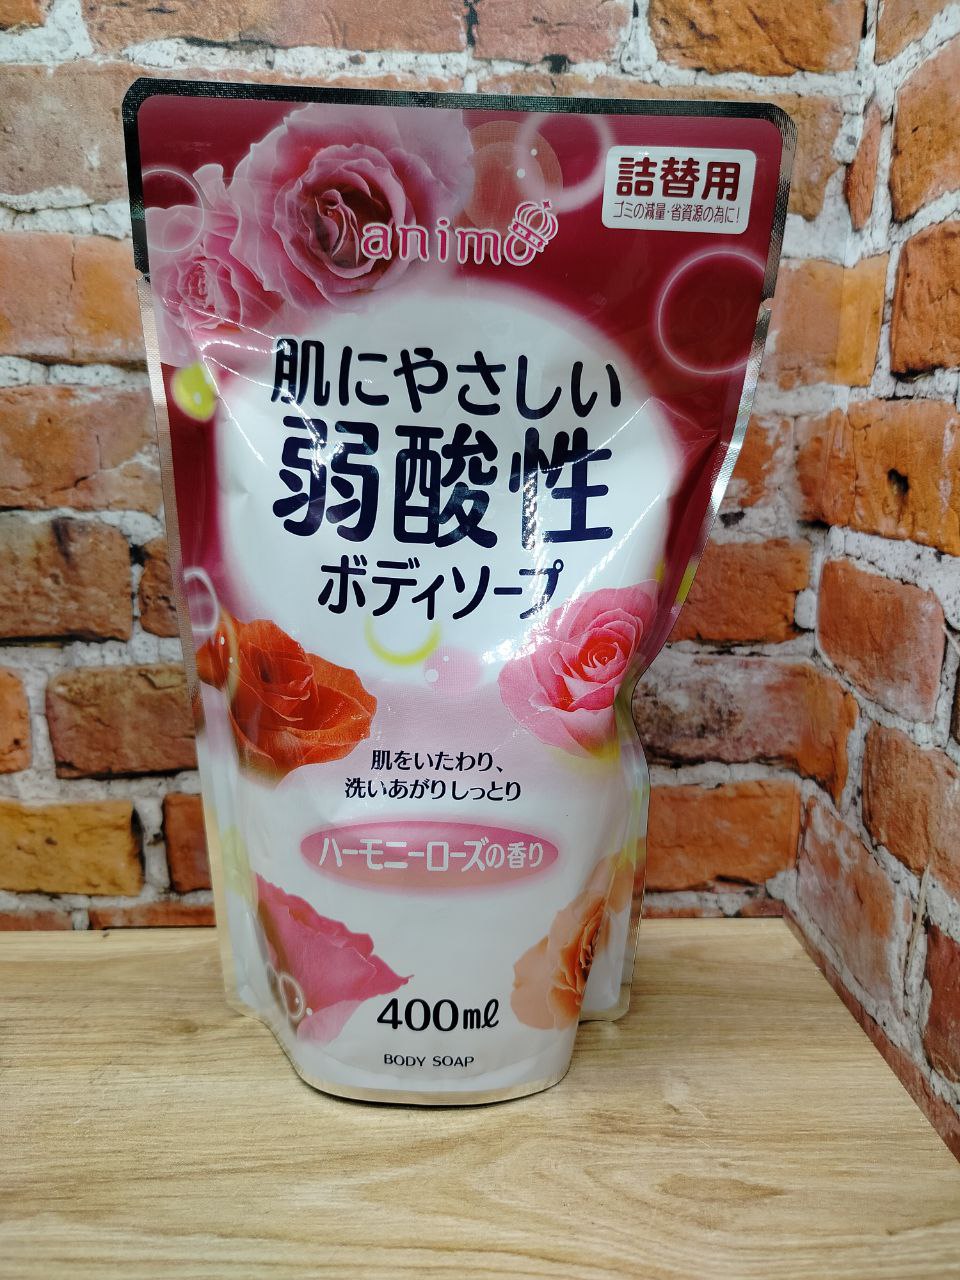 詰替用
ゴミの減量・省資源の為に!
animo
肌にやさしい
弱酸性
ボディソープ
肌をいたわり、
洗いあがりしっとり
ハーモニーローズの香り
400ml
BODY SOAP